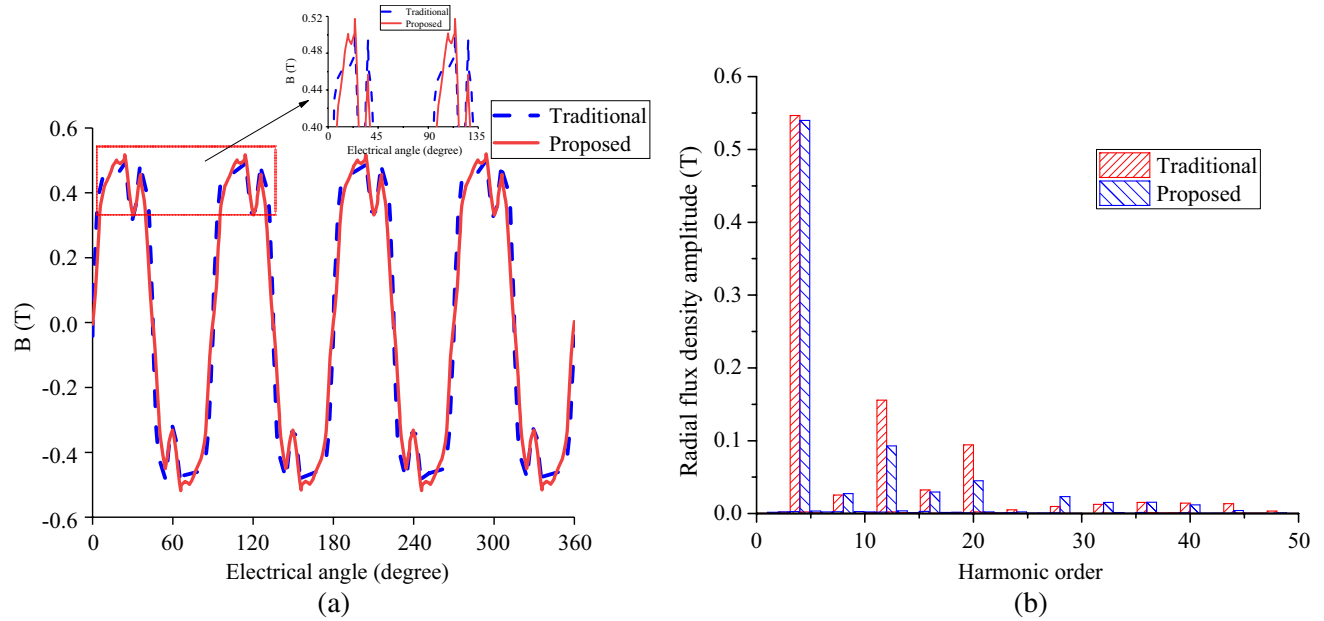 0.52
0.48
0.44
0.40
B (T)
Traditional
Proposed
0 45 90 135
Electrical angle (degree)
Traditional
Proposed
0.6
0.4
0.2
0.0
-0.2
-0.4
-0.6
B (T)
0 60 120 180 240 300 360
Electrical angle (degree)
(a)
0.6
0.5
0.4
0.3
0.2
0.1
0.0
Radial flux density amplitude (T)
Traditional
Proposed
0 10 20 30 40 50
Harmonic order
(b)